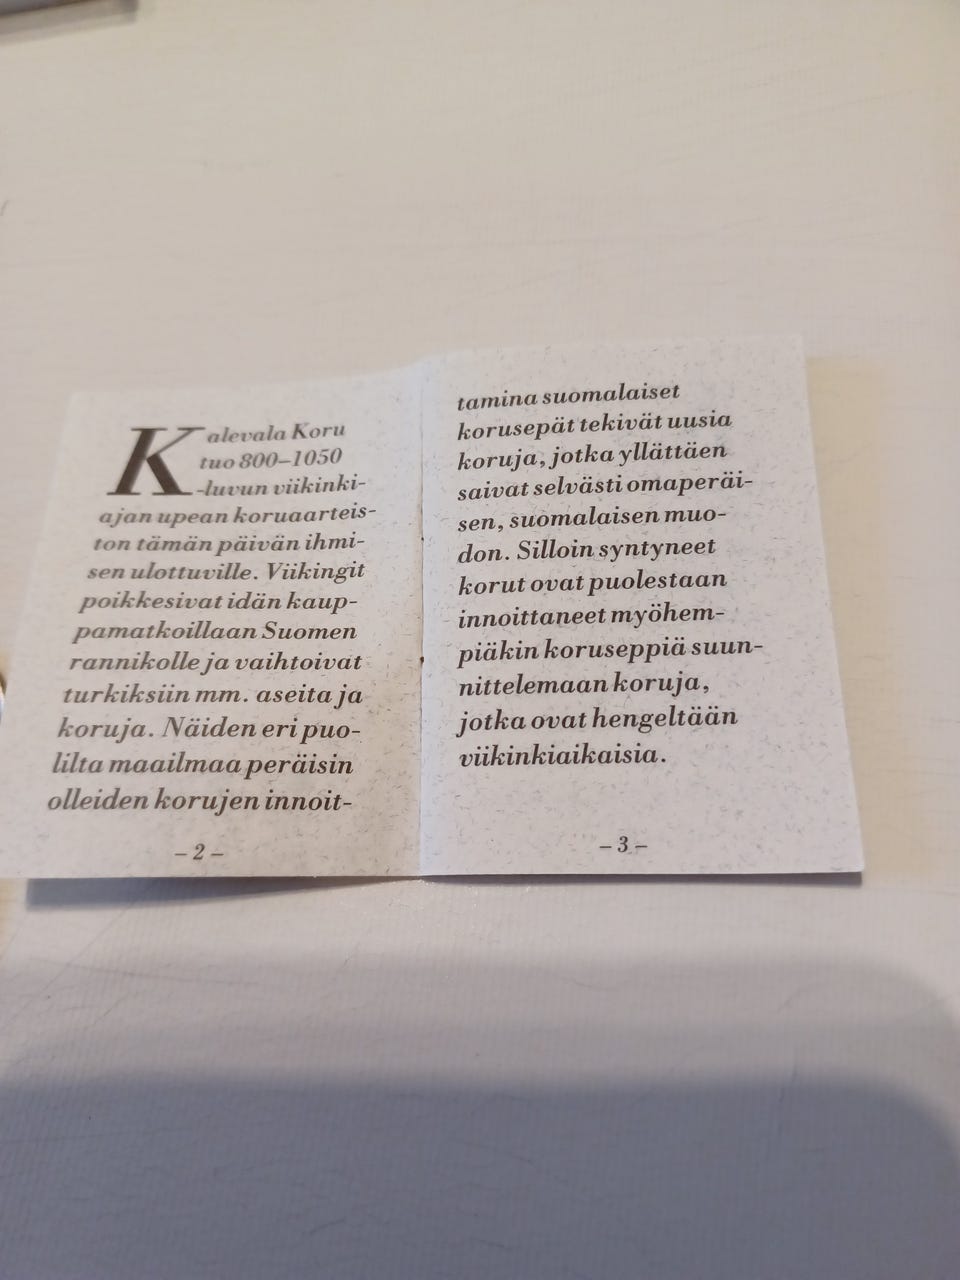 Kalevala Koru
tuo 800–1050
-luvun viikinki-
ajan upean koruaarteis-
ton tämän päivän ihmi-
sen ulottuville. Viikingit
poikkesivat idän kaup-
pamatkoillaan Suomen
rannikolle ja vaihtoivat
turkiksiin mm. aseita ja
koruja. Näiden eri puo-
lilta maailmaa peräisin
olleiden korujen innoit-
– 2 –
tamina suomalaiset
korusepät tekivät uusia
koruja, jotka yllättäen
saivat selvästi omaperäi-
sen, suomalaisen muo-
don. Silloin syntyneet
korut ovat puolestaan
innoittaneet myöhem-
piäkin koruseppiä suun-
nittelemaan koruja,
jotka ovat hengeltään
viikinkiaikaisia.
– 3 –